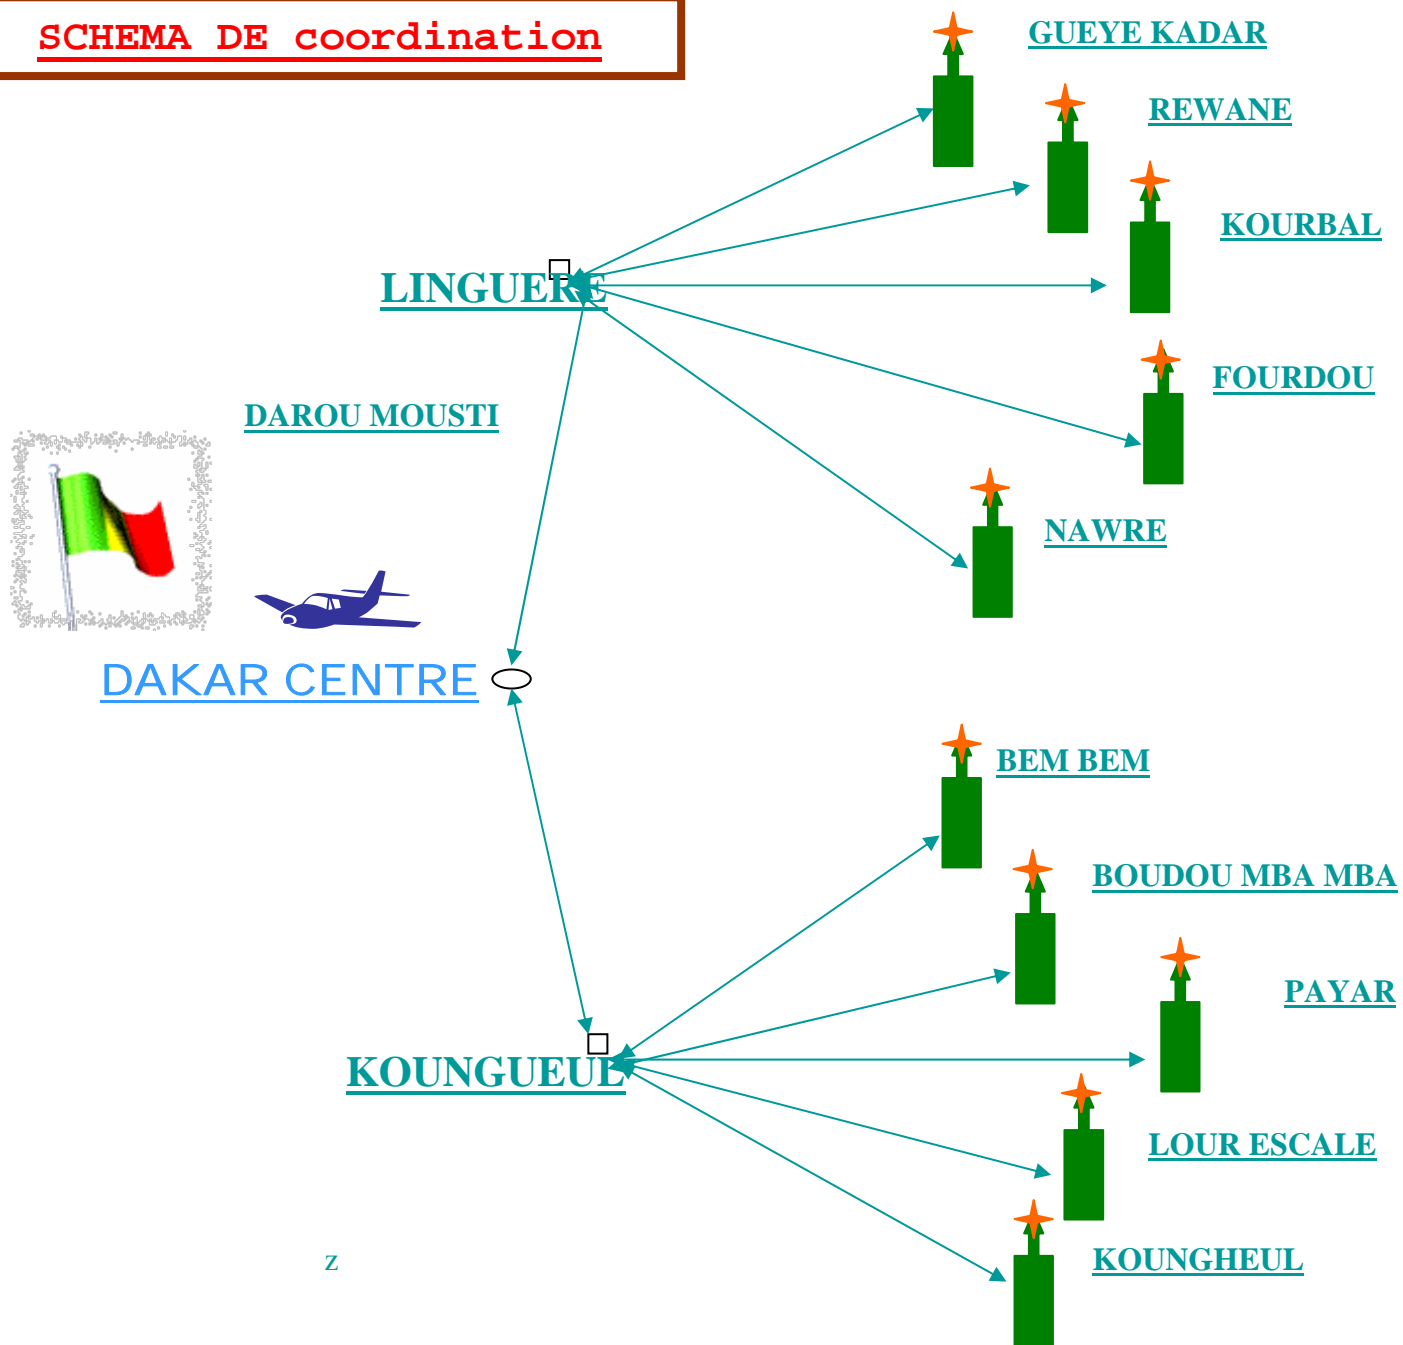 SCHEMA DE coordination
GUEYE KADAR
REWANE
KOURBAL
LINGUERE
FOURDOU
DAROU MOUSTI
NAWRE
DAKAR CENTRE
BEM BEM
BOUDOU MBA MBA
PAYAR
KOUNGUEUL
LOUR ESCALE
KOUNGHEUL
z